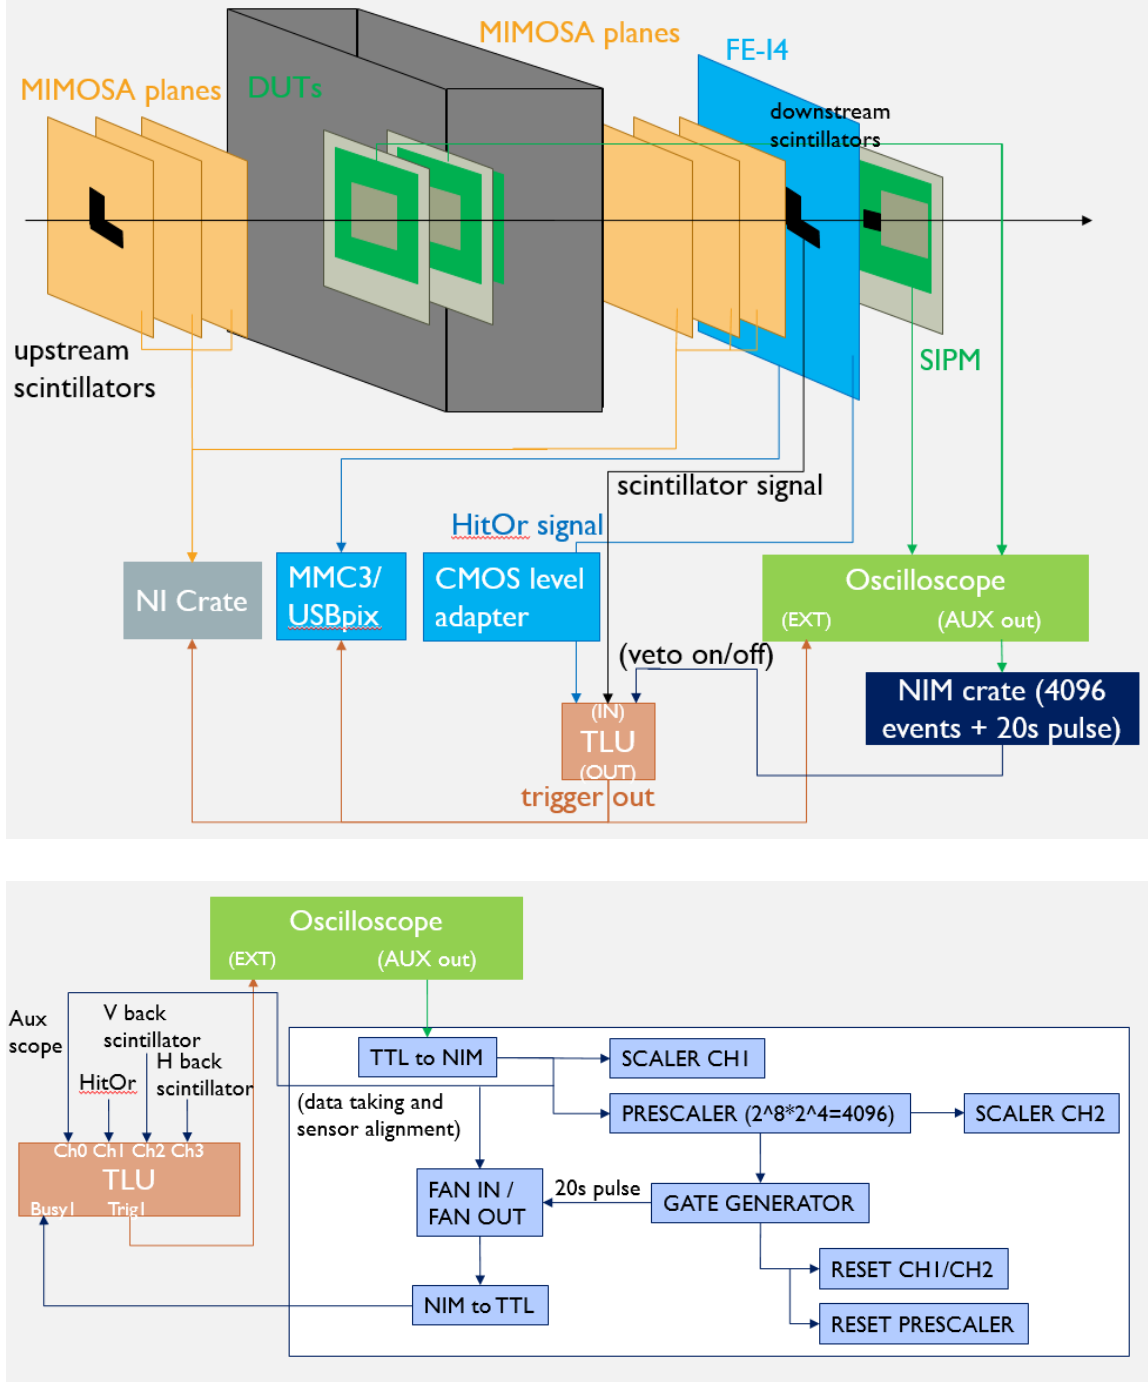 MIMOSA planes
FE-I4
MIMOSA planes
DUTs
downstream
scintillators
upstream
scintillators
SIPM
scintillator signal
HitOr signal
NI Crate
MMC3/
USBpix
CMOS level
adapter
Oscilloscope
(EXT)
(AUX out)
(veto on/off)
NIM crate (4096
events + 20s pulse)
(IN)
TLU
(OUT)
trigger out
Oscilloscope
(EXT)
(AUX out)
Aux
scope
V back
scintillator
H back
scintillator
HitOr
TTL to NIM
SCALER CH1
(data taking and
sensor alignment)
PRESCALER (2^8*2^4=4096)
SCALER CH2
Ch0 Ch1 Ch2 Ch3
TLU
Busy1
Trig1
FAN IN /
FAN OUT
20s pulse
GATE GENERATOR
RESET CH1/CH2
NIM to TTL
RESET PRESCALER